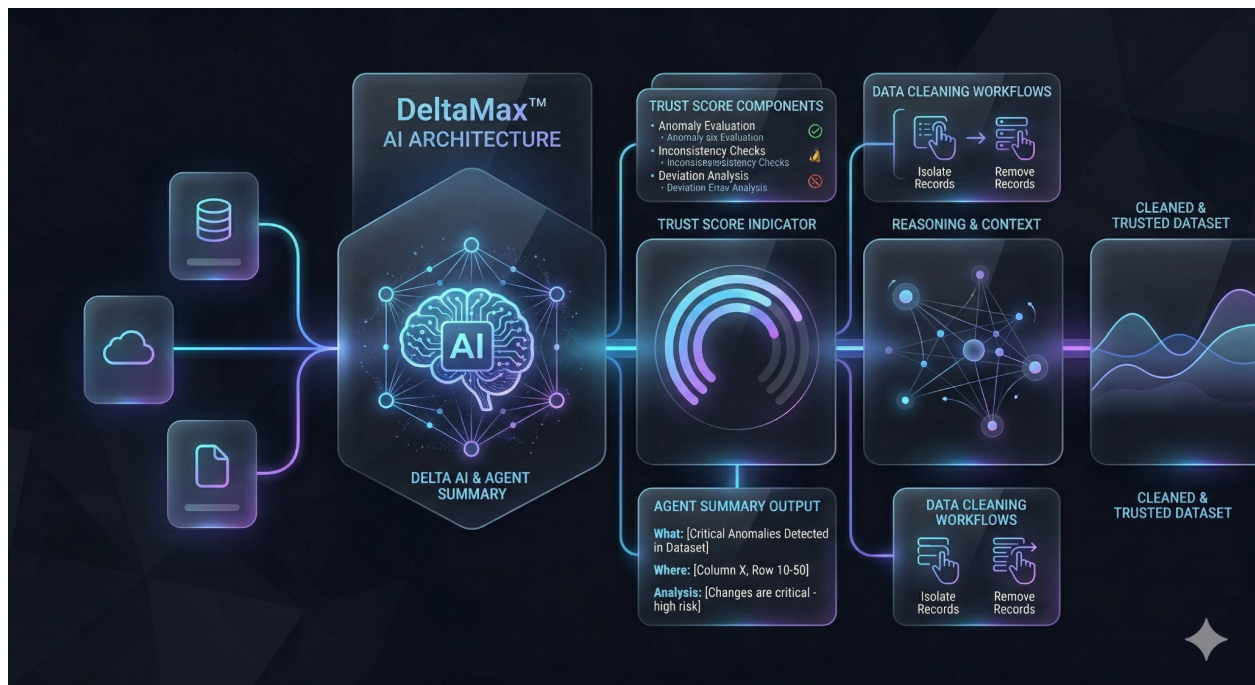 DeltaMax™
AI ARCHITECTURE
AI
DELTA AI & AGENT
SUMMARY
TRUST SCORE COMPONENTS
• Anomaly Evaluation
• Anomaly six Evaluation
• Inconsistency Checks
• Deviation Analysis
• Deviation Errav Analysis
TRUST SCORE INDICATOR
AGENT SUMMARY OUTPUT
What: [Critical Anomalies Detected
in Dataset]
Where: [Column X, Row 10-50]
Analysis: [Changes are critical -
high risk]
DATA CLEANING WORKFLOWS
Isolate
Records
Remove
Records
REASONING & CONTEXT
DATA CLEANING
WORKFLOWS
Isolate
Records
Remove
Records
CLEANED &
TRUSTED DATASET
CLEANED &
TRUSTED DATASET